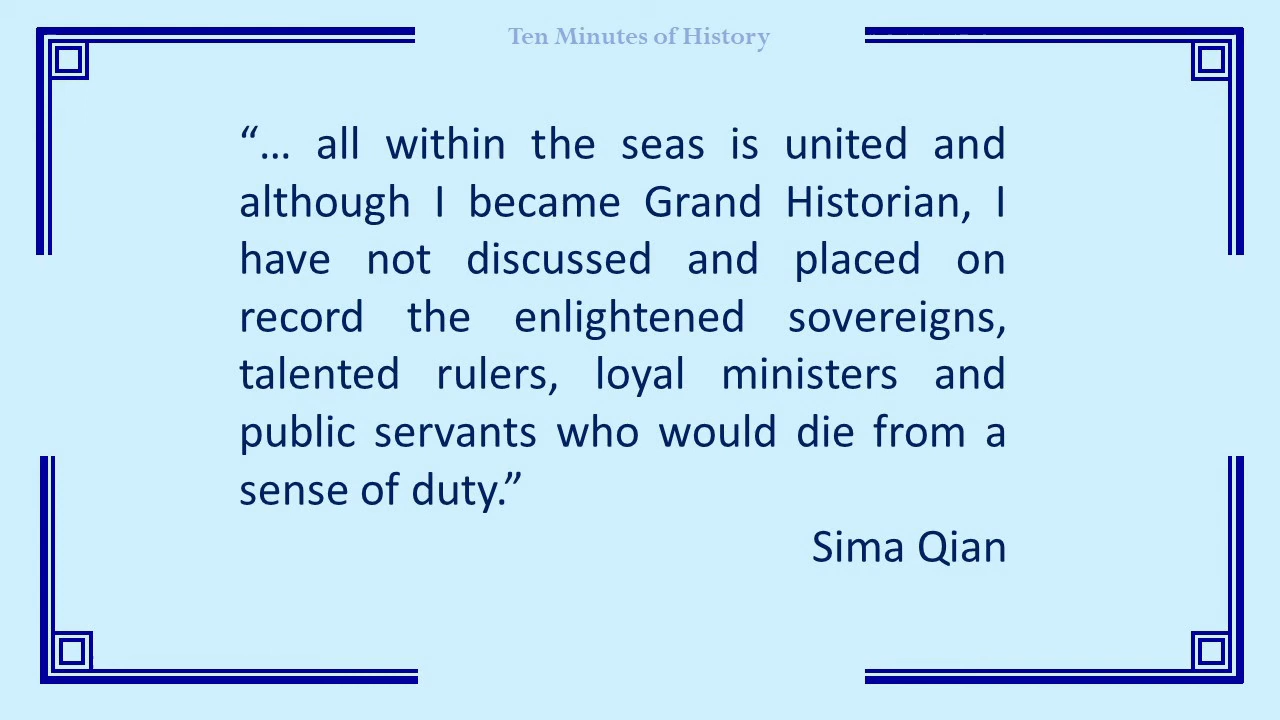 Ten Minutes of History
“... all within the seas is united and
although I became Grand Historian, I
have not discussed and placed on
record the enlightened sovereigns,
talented rulers, loyal ministers and
public servants who would die from a
sense of duty.”
Sima Qian